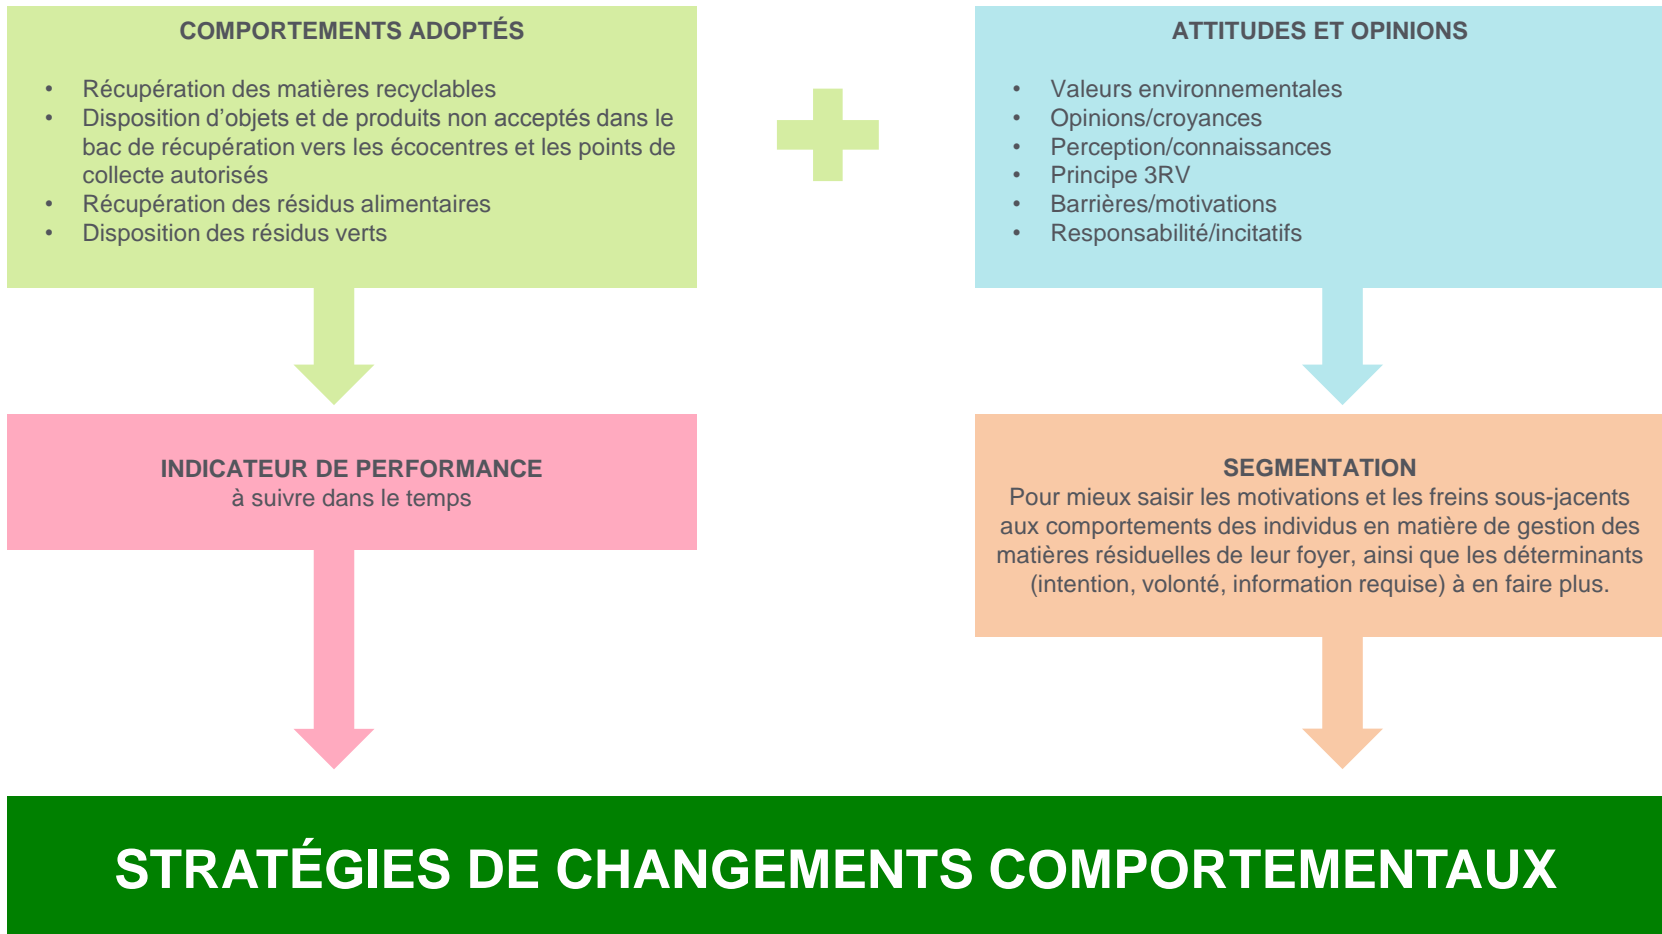 COMPORTEMENTS ADOPTÉS
• Récupération des matières recyclables
• Disposition d’objets et de produits non acceptés dans le
bac de récupération vers les écocentres et les points de
collecte autorisés
• Récupération des résidus alimentaires
• Disposition des résidus verts
ATTITUDES ET OPINIONS
• Valeurs environnementales
• Opinions/croyances
• Perception/connaissances
• Principe 3RV
• Barrières/motivations
• Responsabilité/incitatifs
INDICATEUR DE PERFORMANCE
à suivre dans le temps
SEGMENTATION
Pour mieux saisir les motivations et les freins sous-jacents
aux comportements des individus en matière de gestion des
matières résiduelles de leur foyer, ainsi que les déterminants
(intention, volonté, information requise) à en faire plus.
STRATÉGIES DE CHANGEMENTS COMPORTEMENTAUX